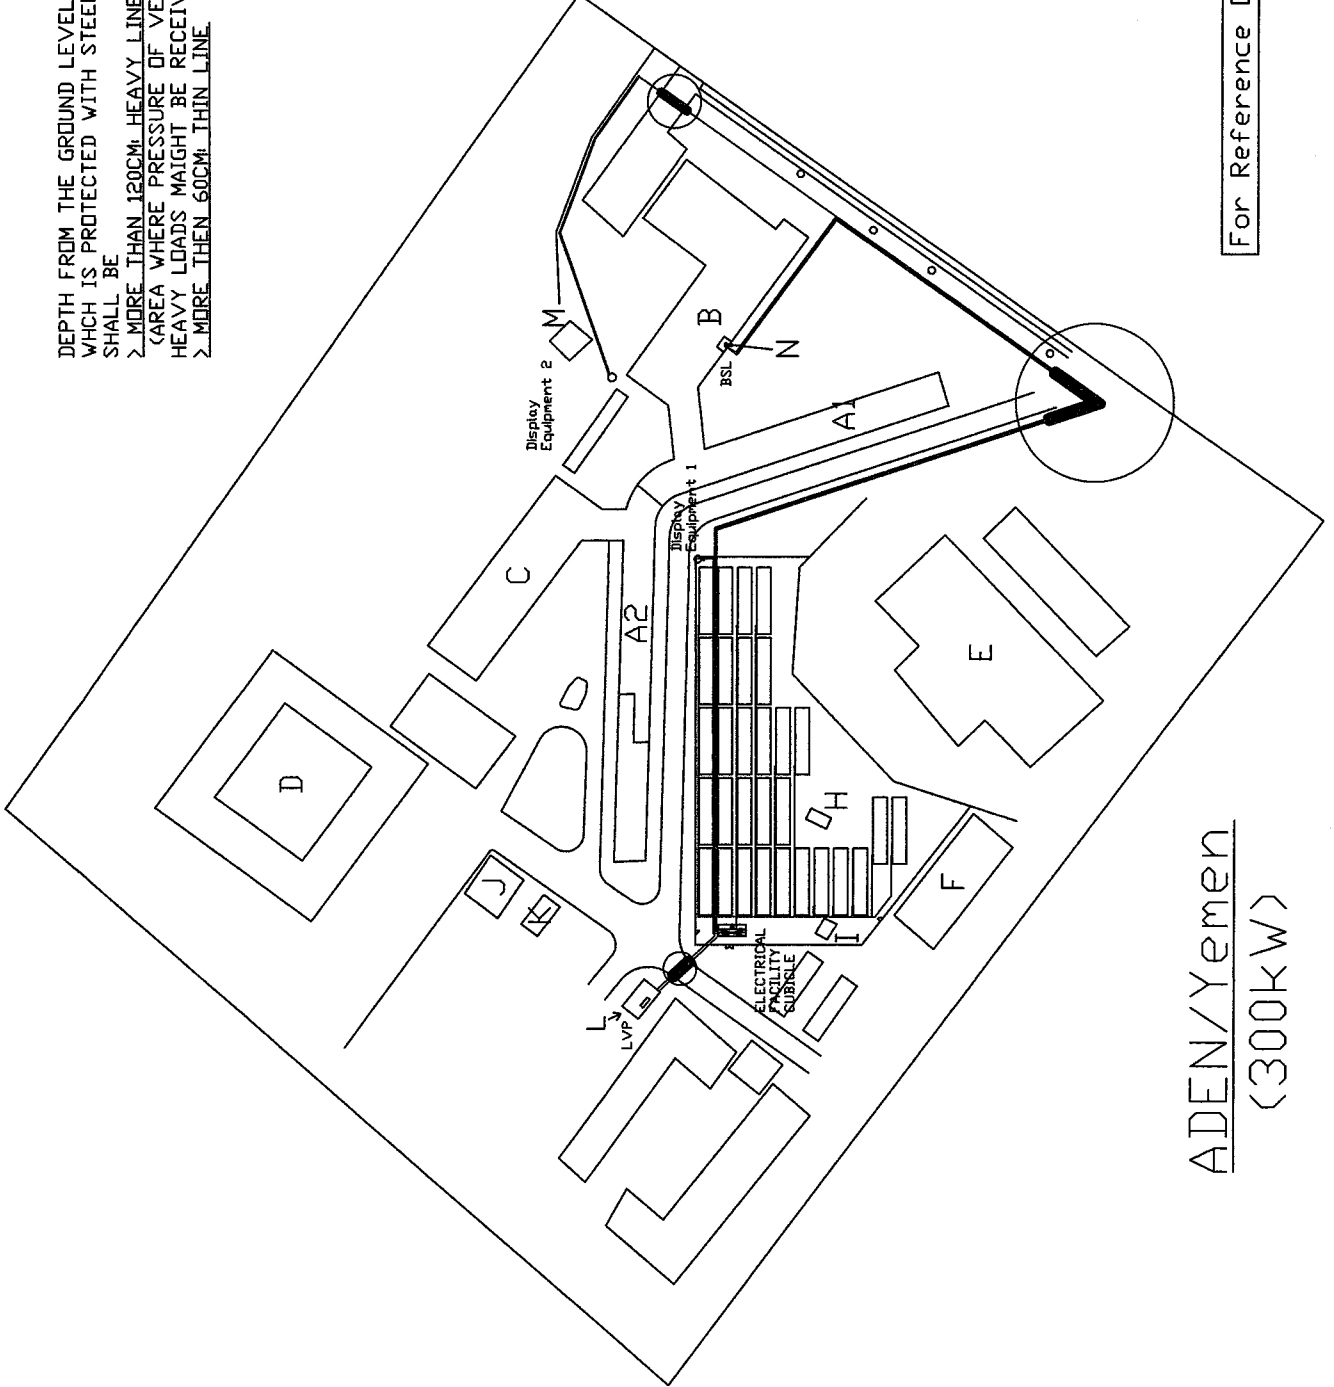 DEPTH FROM THE GROUND LEVEL
WHCH IS PROTECTED WITH STEEL
SHALL BE
> MORE THAN 120CM: HEAVY LINE
(AREA WHERE PRESSURE OF VE
HEAVY LOADS MAIGHT BE RECEIV
> MORE THEN 60CM: THIN LINE
For Reference
M
Display
Equipment 2
B
BSL
N
A1
Display
Equipment 1
C
A2
D
E
H
J
K
F
I
ELECTRICAL
FACILITY
CUBICLE
L
LVP
ADEN/Yemen
(300kW)